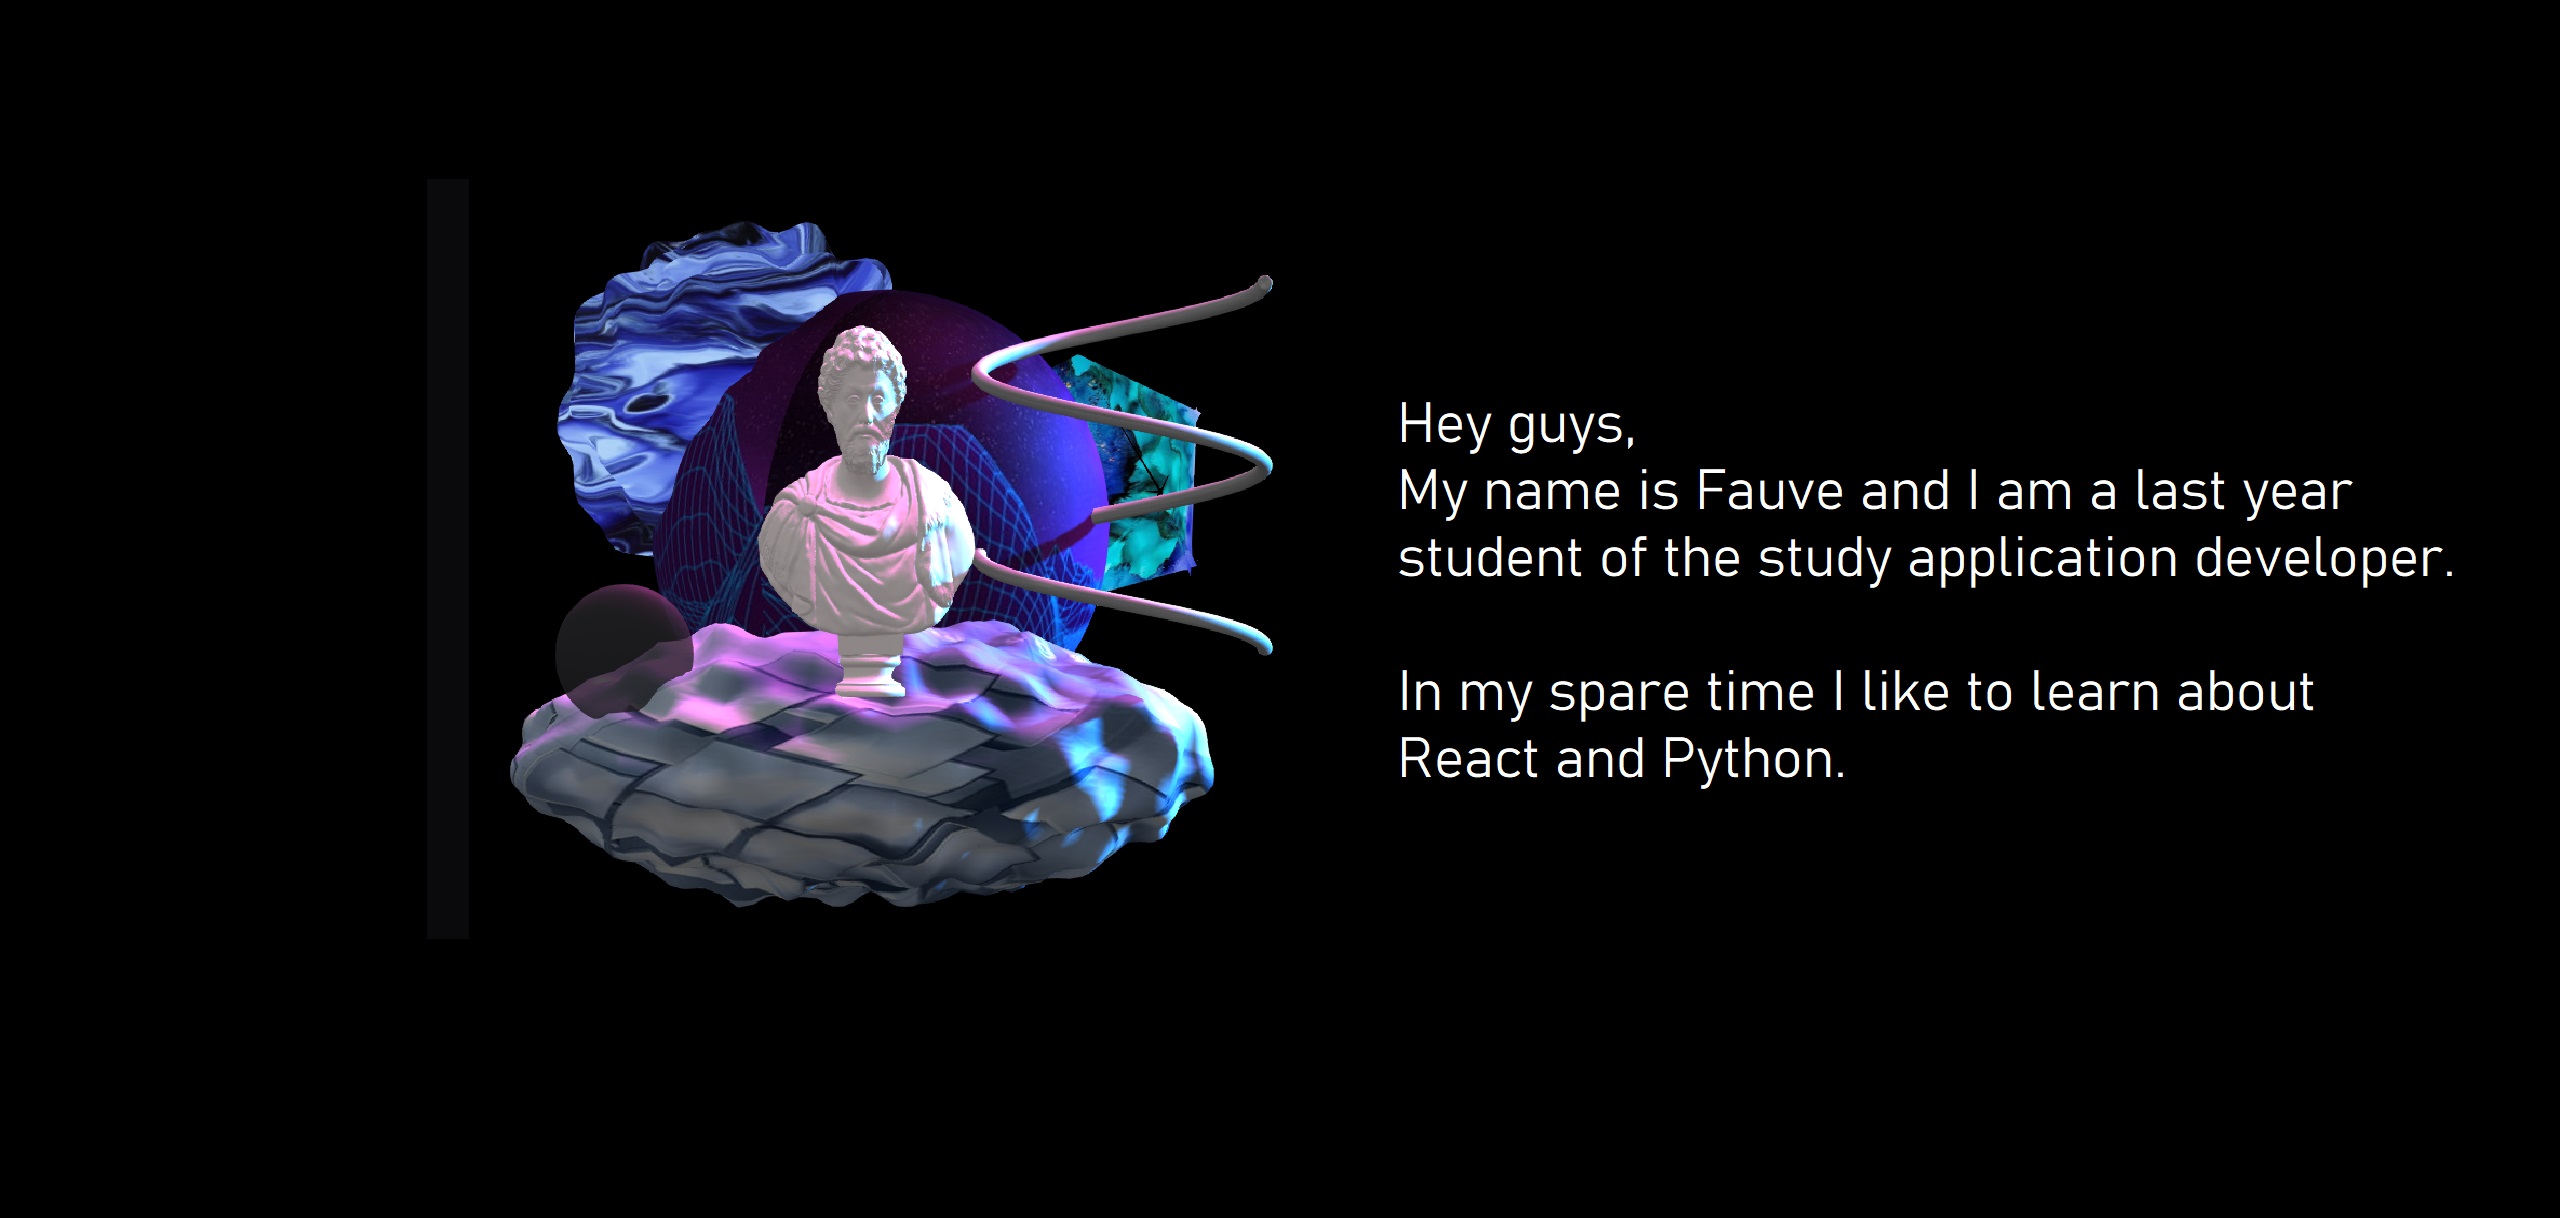 Hey guys,
My name is Fauve and I am a last year
student of the study application developer.
In my spare time I like to learn about
React and Python.